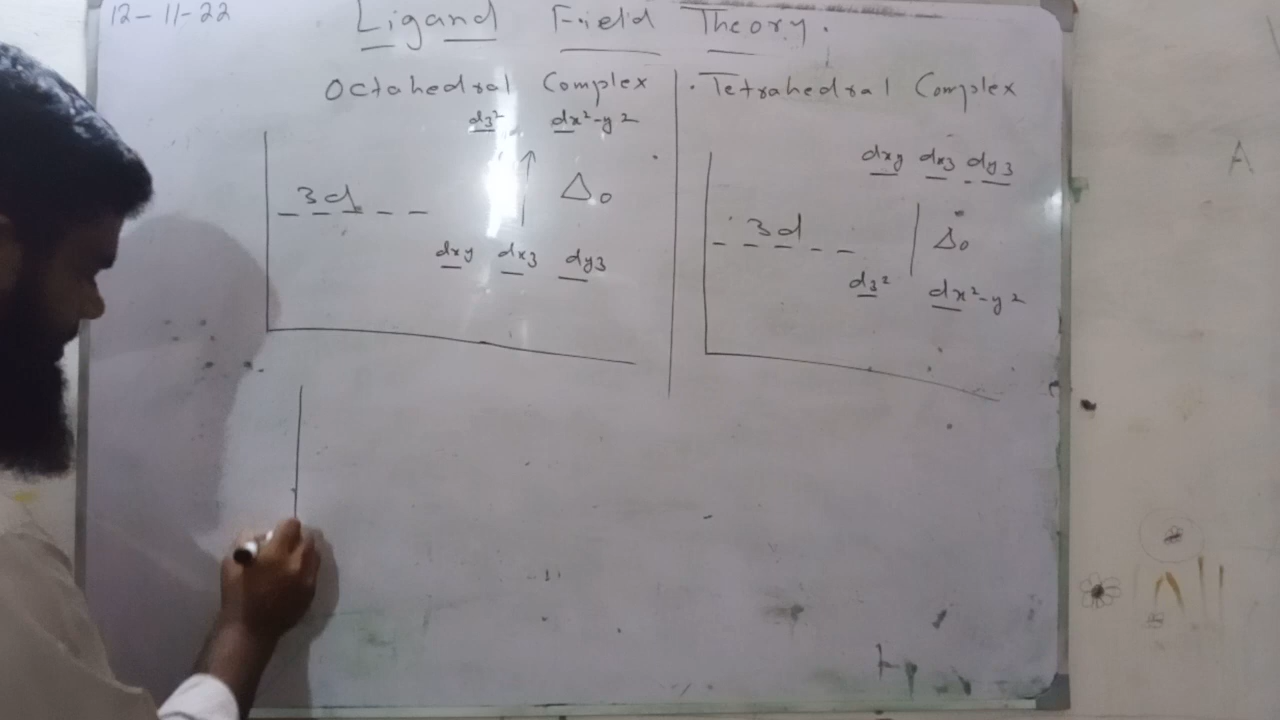 12-11-22
Ligand Field Theory.
Octahedral Complex
dz² dx²-y²
3d
Δo
dxy dxz dyz
Tetrahedral Complex
dxy dxz dyz
3d
Δo
dz² dx²-y²
A